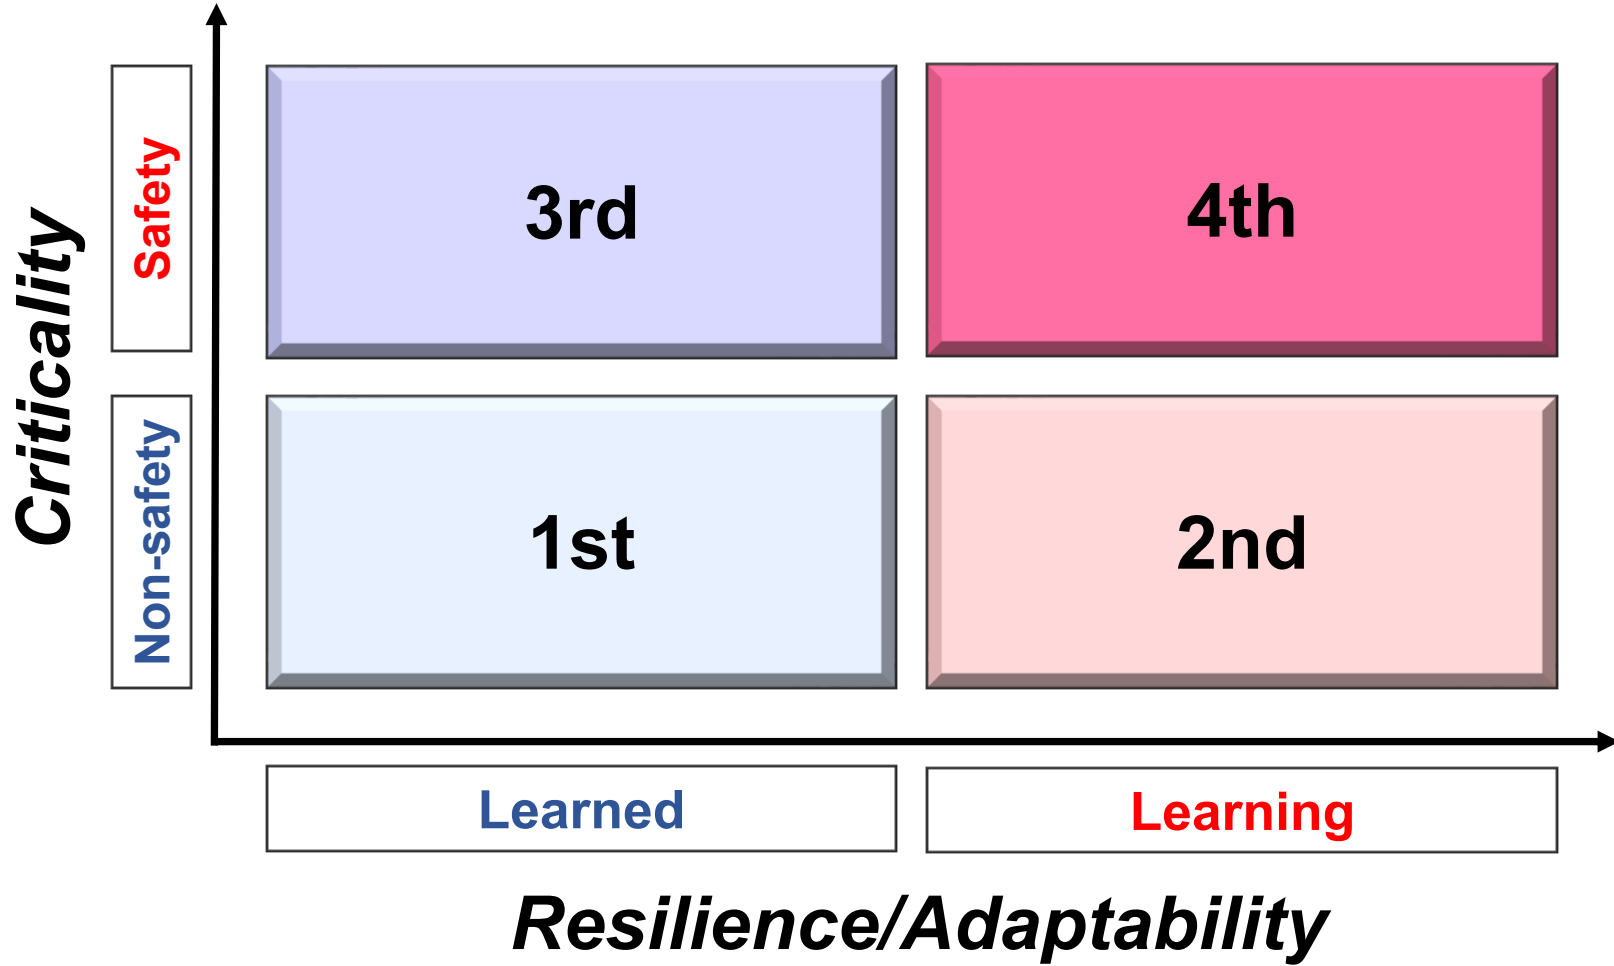 Criticality
Safety
3rd
4th
Non-safety
1st
2nd
Learned
Learning
Resilience/Adaptability